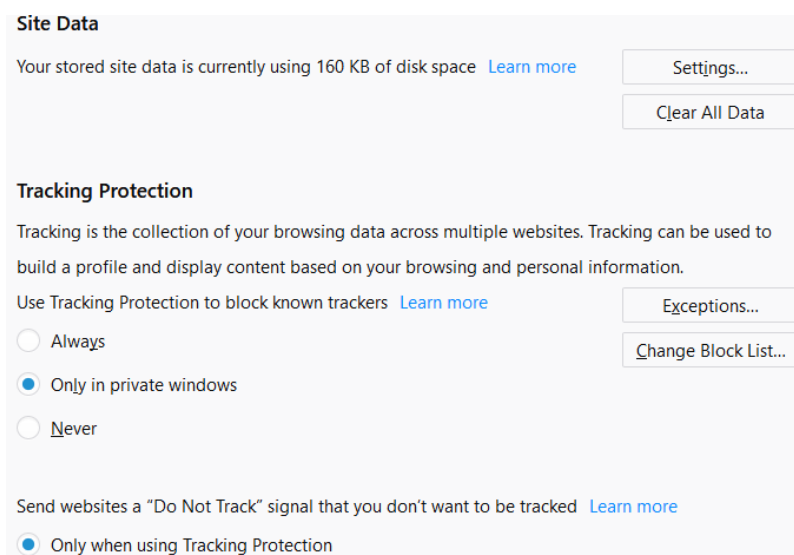 Site Data
Your stored site data is currently using 160 KB of disk space Learn more
Settings...
Clear All Data
Tracking Protection
Tracking is the collection of your browsing data across multiple websites. Tracking can be used to
build a profile and display content based on your browsing and personal information.
Use Tracking Protection to block known trackers Learn more
Exceptions...
Always
Change Block List...
Only in private windows
Never
Send websites a “Do Not Track” signal that you don’t want to be tracked Learn more
Only when using Tracking Protection